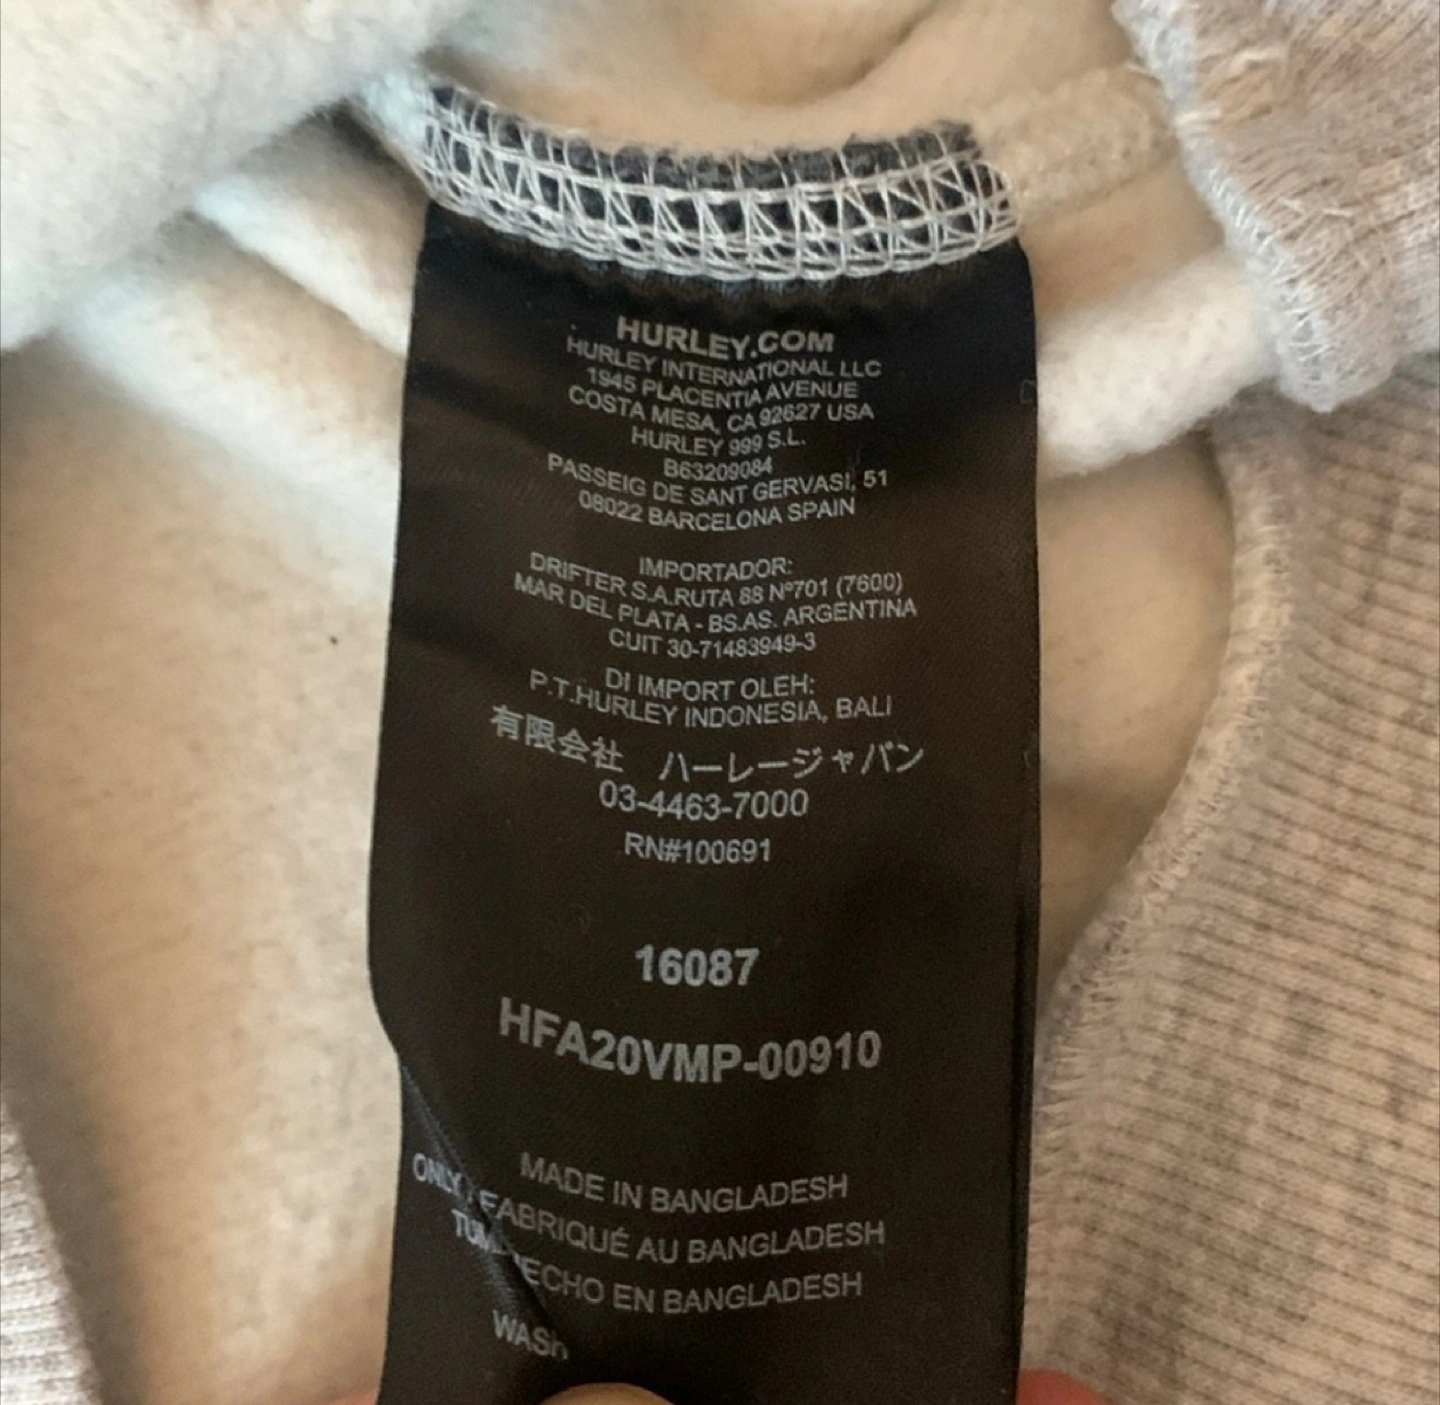 HURLEY.COM
HURLEY INTERNATIONAL LLC
1945 PLACENTIA AVENUE
COSTA MESA, CA 92627 USA
HURLEY 999 S.L.
B63209084
PASSEIG DE SANT GERVASI, 51
08022 BARCELONA SPAIN
IMPORTADOR:
DRIFTER S.A.RUTA 88 Nº701 (7600)
MAR DEL PLATA - BS.AS. ARGENTINA
CUIT 30-71483949-3
DI IMPORT OLEH:
P.T.HURLEY INDONESIA, BALI
有限会社 ハーレージャパン
03-4463-7000
RN#100691
16087
HFA20VMP-00910
MADE IN BANGLADESH
ONLY
FABRIQUÉ AU BANGLADESH
ECHO EN BANGLADESH
WASH